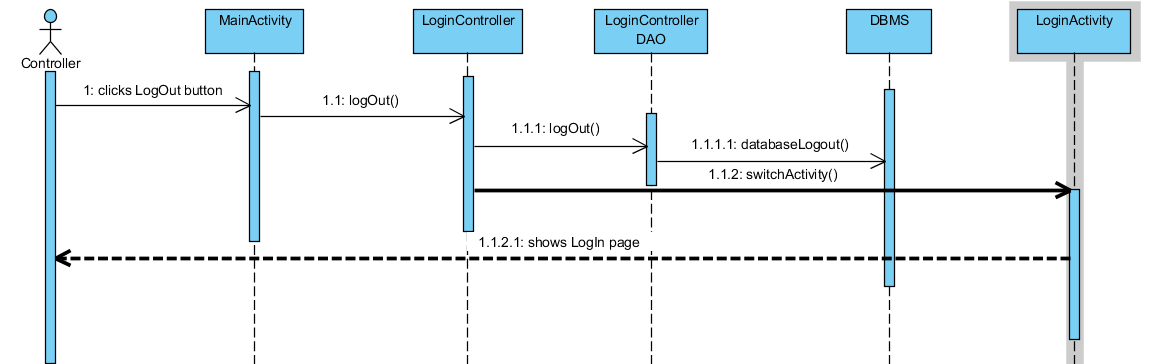 MainActivity
LoginController
LoginController
DAO
DBMS
LoginActivity
Controller
1: clicks LogOut button
1.1: logOut()
1.1.1: logOut()
1.1.1.1: databaseLogout()
1.1.2: switchActivity()
1.1.2.1: shows LogIn page